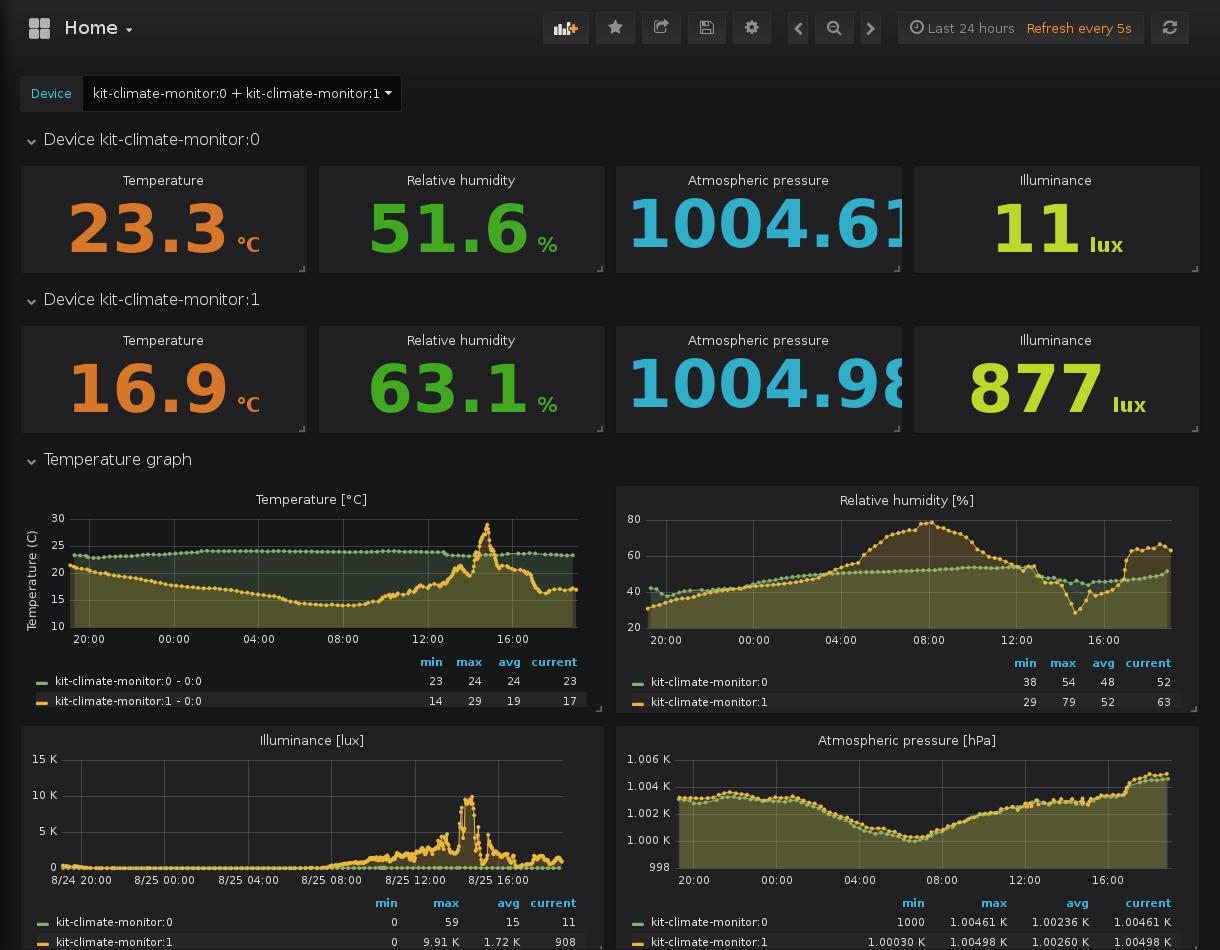 Home
Last 24 hours Refresh every 5s
Device kit-climate-monitor:0 + kit-climate-monitor:1
Device kit-climate-monitor:0
Temperature Relative humidity Atmospheric pressure Illuminance
23.3 °C 51.6 % 1004.61 11 lux
Device kit-climate-monitor:1
Temperature Relative humidity Atmospheric pressure Illuminance
16.9 °C 63.1 % 1004.98 877 lux
Temperature graph
Temperature [°C]
Temperature (C)
30
25
20
15
10
20:00 00:00 04:00 08:00 12:00 16:00
min max avg current
kit-climate-monitor:0 - 0:0 23 24 24 23
kit-climate-monitor:1 - 0:0 14 29 19 17
Relative humidity [%]
80
60
40
20
20:00 00:00 04:00 08:00 12:00 16:00
min max avg current
kit-climate-monitor:0 38 54 48 52
kit-climate-monitor:1 29 79 52 63
Illuminance [lux]
15 K
10 K
5 K
0
8/24 20:00 8/25 00:00 8/25 04:00 8/25 08:00 8/25 12:00 8/25 16:00
min max avg current
kit-climate-monitor:0 0 59 15 11
kit-climate-monitor:1 0 9.91 K 1.72 K 908
Atmospheric pressure [hPa]
1.006 K
1.004 K
1.002 K
1.000 K
998
20:00 00:00 04:00 08:00 12:00 16:00
min max avg current
kit-climate-monitor:0 1000 1.00461 K 1.00236 K 1.00461 K
kit-climate-monitor:1 1.00030 K 1.00498 K 1.00260 K 1.00498 K